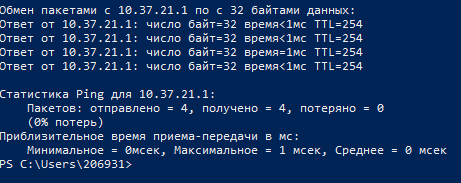 Обмен пакетами с 10.37.21.1 по с 32 байтами данных:
Ответ от 10.37.21.1: число байт=32 время<1мс TTL=254
Ответ от 10.37.21.1: число байт=32 время=1мс TTL=254
Ответ от 10.37.21.1: число байт=32 время<1мс TTL=254
Ответ от 10.37.21.1: число байт=32 время<1мс TTL=254
Статистика Ping для 10.37.21.1:
Пакетов: отправлено = 4, получено = 4, потеряно = 0
(0% потерь)
Приблизительное время приема-передачи в мс:
Минимальное = 0мсек, Максимальное = 1 мсек, Среднее = 0 мсек
PS C:\Users\206931>